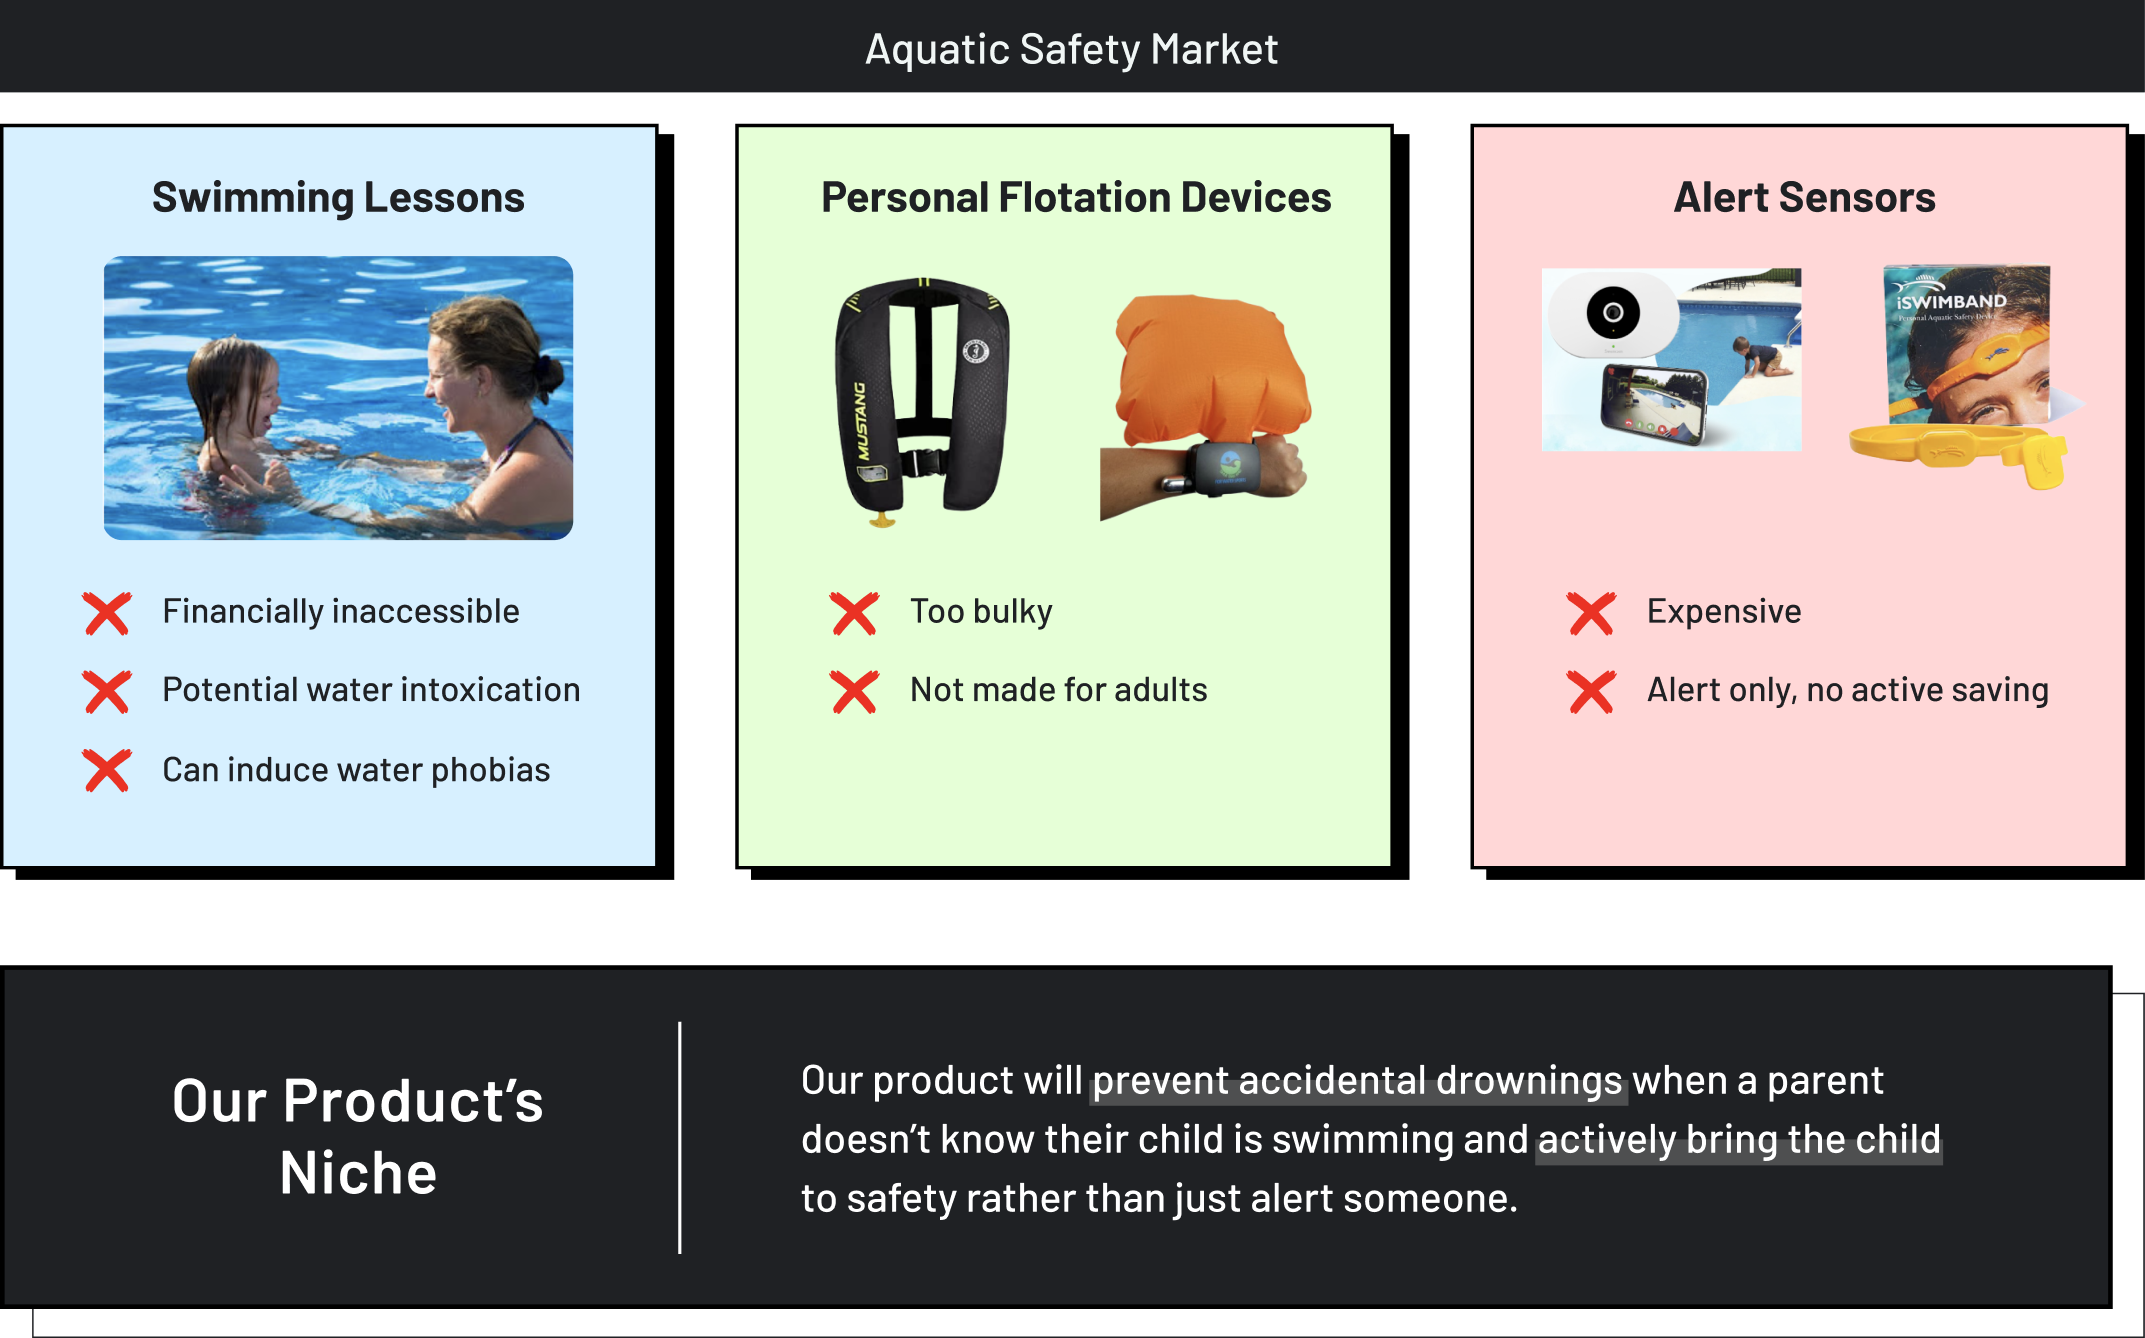 Aquatic Safety Market
Swimming Lessons
Financially inaccessible
Potential water intoxication
Can induce water phobias
Personal Flotation Devices
MUSTANG
Too bulky
Not made for adults
Alert Sensors
iSWIMBAND
Personal Aquatic Safety Device
Expensive
Alert only, no active saving
Our Product’s
Niche
Our product will prevent accidental drownings when a parent
doesn’t know their child is swimming and actively bring the child
to safety rather than just alert someone.